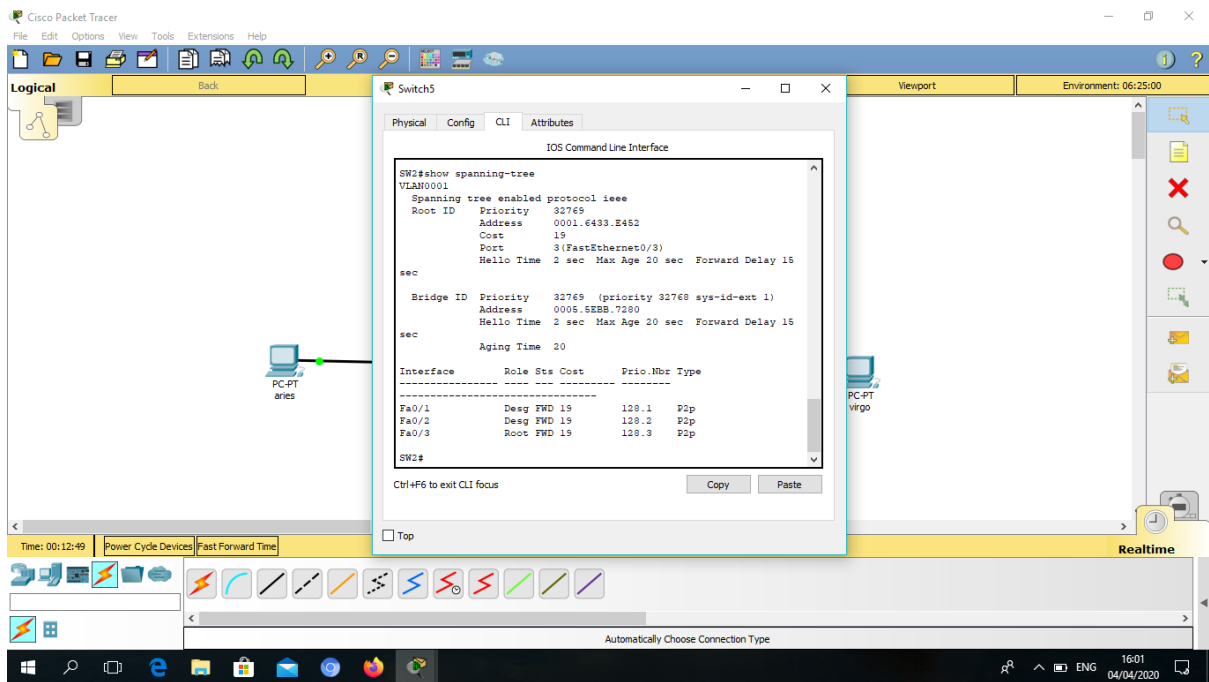 Cisco Packet Tracer
File Edit Options View Tools Extensions Help
Logical
Back
Viewport
Environment: 06:25:00
Switch5
Physical Config CLI Attributes
IOS Command Line Interface
SW2#show spanning-tree
VLAN0001
Spanning tree enabled protocol ieee
Root ID Priority 32769
Address 0001.6433.E452
Cost 19
Port 3(FastEthernet0/3)
Hello Time 2 sec Max Age 20 sec Forward Delay 15
sec
Bridge ID Priority 32769 (priority 32768 sys-id-ext 1)
Address 0005.5EBB.7280
Hello Time 2 sec Max Age 20 sec Forward Delay 15
sec
Aging Time 20
Interface Role Sts Cost Prio.Nbr Type
---------------- ---- --- --------- --------
--------------------------------
Fa0/1 Desg FWD 19 128.1 P2p
Fa0/2 Desg FWD 19 128.2 P2p
Fa0/3 Root FWD 19 128.3 P2p
SW2#
Ctrl+F6 to exit CLI focus
Copy
Paste
Top
PC-PT
aries
PC-PT
virgo
Time: 00:12:49
Power Cycle Devices
Fast Forward Time
Realtime
Automatically Choose Connection Type
ENG
16:01
04/04/2020